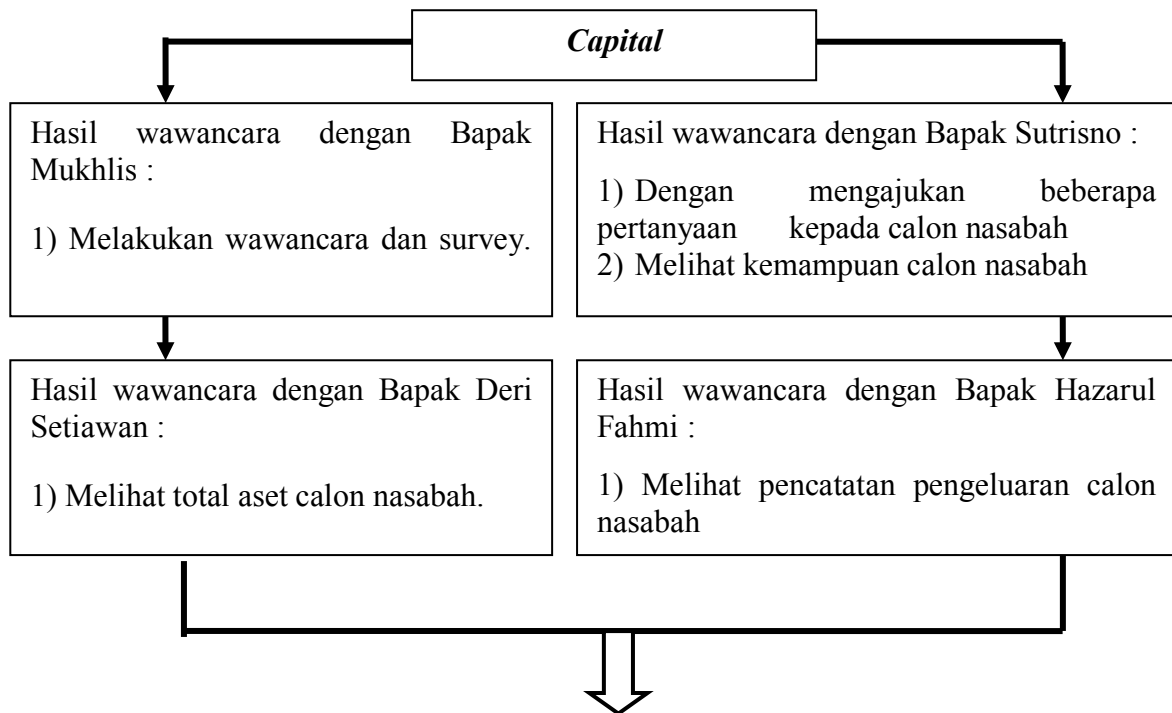 Capital
Hasil wawancara dengan Bapak
Mukhlis :
1) Melakukan wawancara dan survey.
Hasil wawancara dengan Bapak Sutrisno :
1) Dengan mengajukan beberapa
pertanyaan kepada calon nasabah
2) Melihat kemampuan calon nasabah
Hasil wawancara dengan Bapak Deri
Setiawan :
1) Melihat total aset calon nasabah.
Hasil wawancara dengan Bapak Hazarul
Fahmi :
1) Melihat pencatatan pengeluaran calon
nasabah